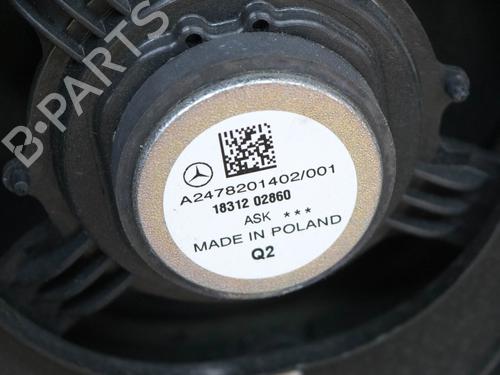 B-PARTS
A2478201402/001
18312 02860
ASK ***
MADE IN POLAND
Q2